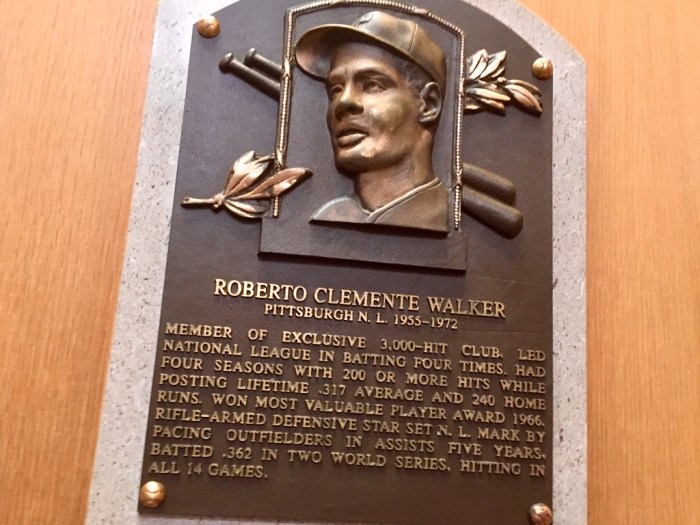 ROBERTO CLEMENTE WALKER
PITTSBURGH N. L. 1955–1972
MEMBER OF EXCLUSIVE 3,000-HIT CLUB. LED
NATIONAL LEAGUE IN BATTING FOUR TIMES. HAD
FOUR SEASONS WITH 200 OR MORE HITS WHILE
POSTING LIFETIME .317 AVERAGE AND 240 HOME
RUNS. WON MOST VALUABLE PLAYER AWARD 1966.
RIFLE-ARMED DEFENSIVE STAR SET N. L. MARK BY
PACING OUTFIELDERS IN ASSISTS FIVE YEARS.
BATTED .362 IN TWO WORLD SERIES, HITTING IN
ALL 14 GAMES.